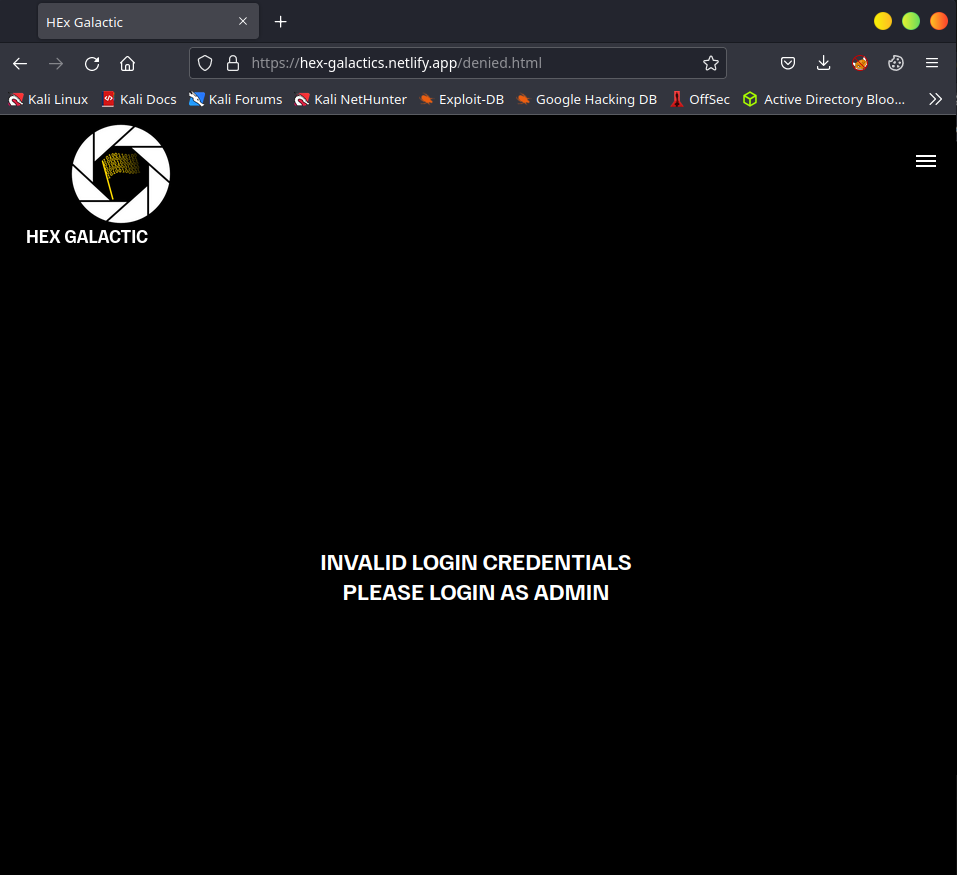 HEx Galactic
https://hex-galactics.netlify.app/denied.html
Kali Linux Kali Docs Kali Forums Kali NetHunter Exploit-DB Google Hacking DB OffSec Active Directory Bloo...
HEX GALACTIC
INVALID LOGIN CREDENTIALS
PLEASE LOGIN AS ADMIN